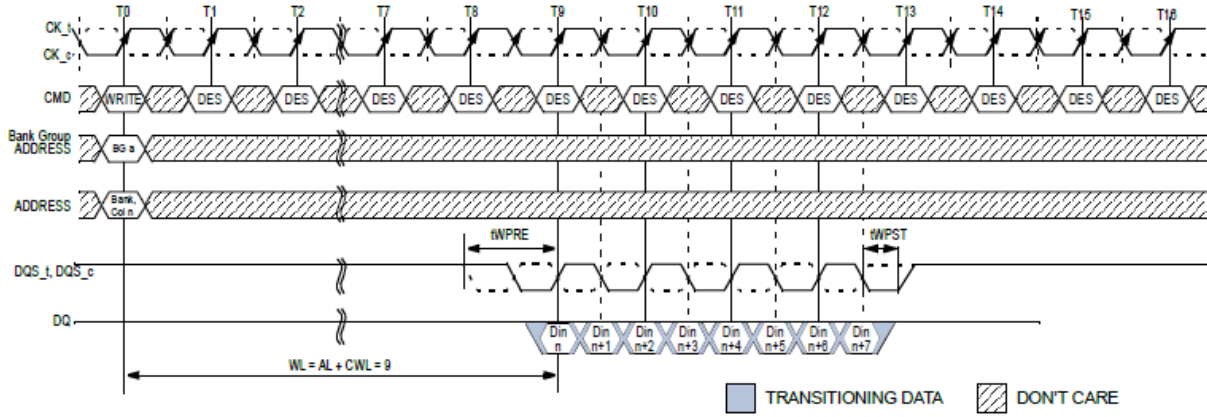 T0 T1 T2 T7 T8 T9 T10 T11 T12 T13 T14 T15 T16
CK_t
CK_c
CMD WRITE DES DES DES DES DES DES DES DES DES DES DES DES
Bank Group
ADDRESS BG a
ADDRESS Bank,
Col n
tWPRE tWPST
DQS_t, DQS_c
DQ Din n Din n+1 Din n+2 Din n+3 Din n+4 Din n+5 Din n+6 Din n+7
WL = AL + CWL = 9
TRANSITIONING DATA DON'T CARE